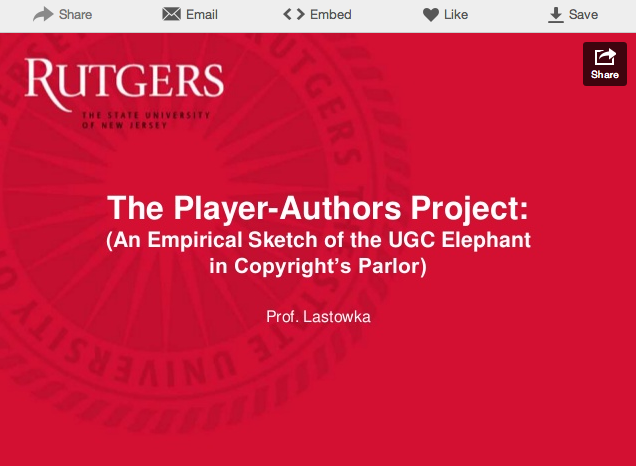 Share Email Embed Like Save
Share
RUTGERS
THE STATE UNIVERSITY
OF NEW JERSEY
The Player-Authors Project:
(An Empirical Sketch of the UGC Elephant
in Copyright’s Parlor)
Prof. Lastowka